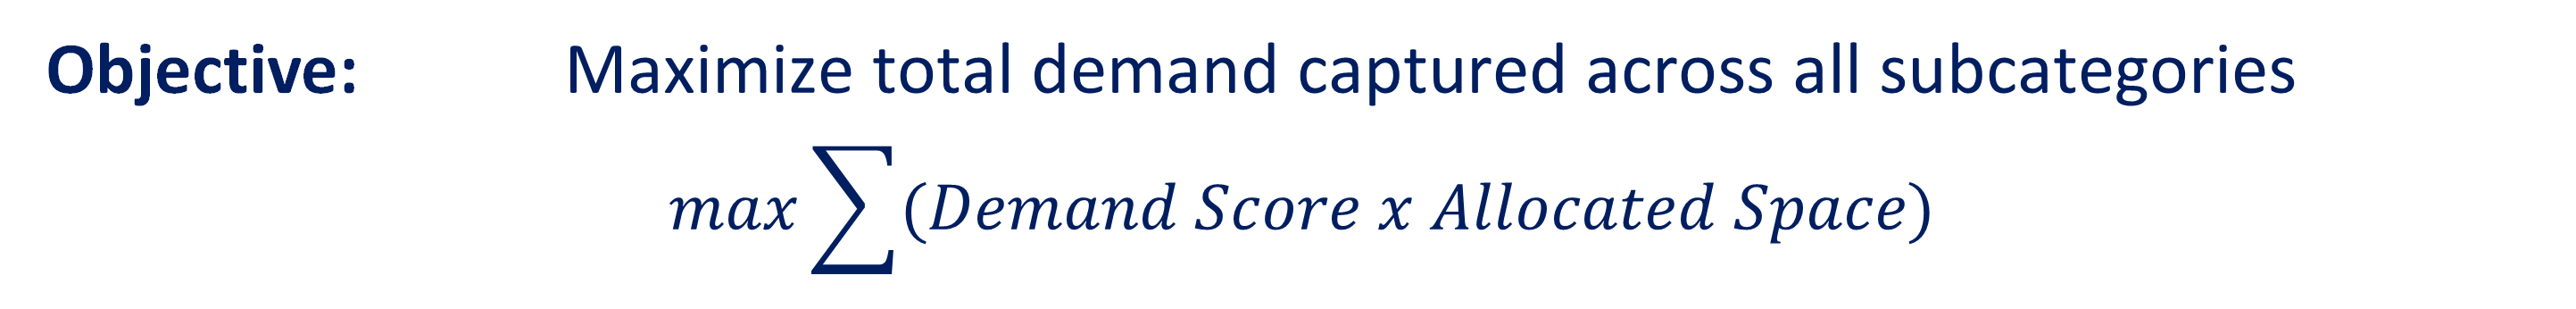 Objective: Maximize total demand captured across all subcategories
max ∑(Demand Score x Allocated Space)